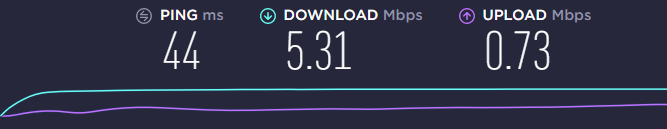 PING ms DOWNLOAD Mbps UPLOAD Mbps
44 5.31 0.73